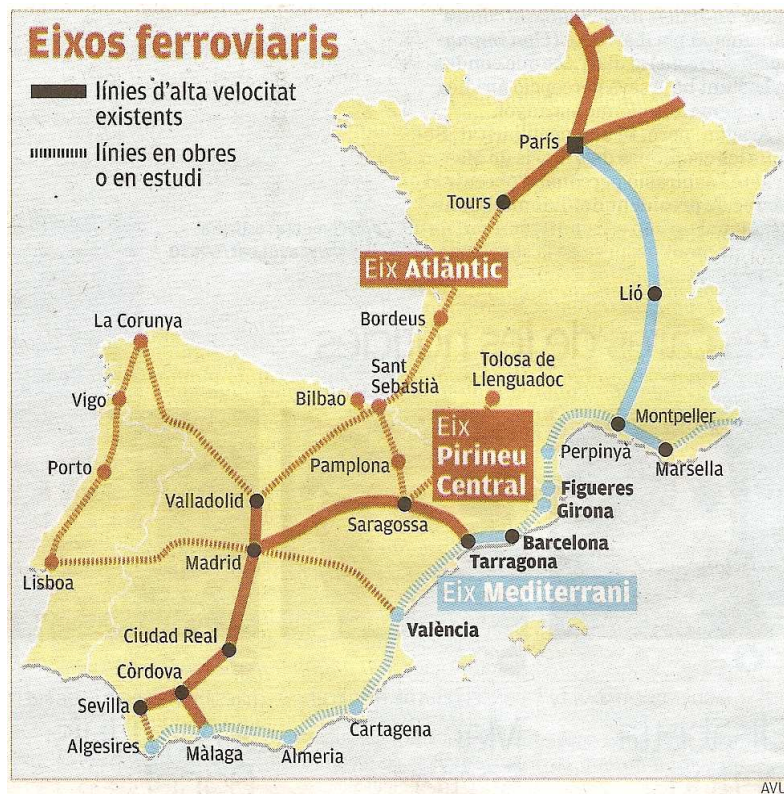 Eixos ferroviaris
línies d'alta velocitat
existents
línies en obres
o en estudi
París
Tours
Eix Atlàntic
Lió
Bordeus
La Corunya
Sant
Sebastià
Tolosa de
Llenguadoc
Vigo
Bilbao
Montpeller
Eix
Pirineu
Central
Perpinyà
Porto
Pamplona
Marsella
Valladolid
Figueres
Saragossa
Girona
Madrid
Barcelona
Lisboa
Tarragona
Eix Mediterrani
València
Ciudad Real
Còrdova
Sevilla
Cartagena
Algesires
Màlaga
Almeria
AVUI